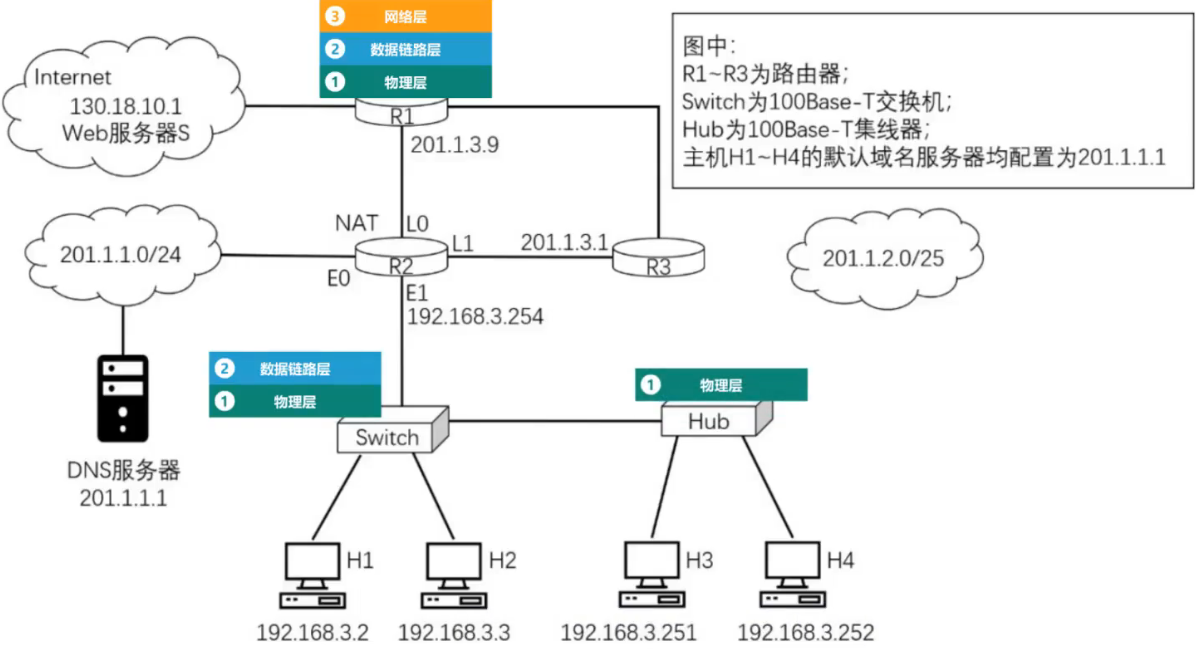 ③ 网络层
② 数据链路层
① 物理层
图中：
R1~R3为路由器；
Switch为100Base-T交换机；
Hub为100Base-T集线器；
主机H1~H4的默认域名服务器均配置为201.1.1.1
Internet
130.18.10.1
Web服务器S
R1
201.1.3.9
NAT
L0
201.1.1.0/24
R2
L1
201.1.3.1
R3
201.1.2.0/25
E0
E1
192.168.3.254
② 数据链路层
① 物理层
① 物理层
Switch
Hub
DNS服务器
201.1.1.1
H1
H2
H3
H4
192.168.3.2
192.168.3.3
192.168.3.251
192.168.3.252